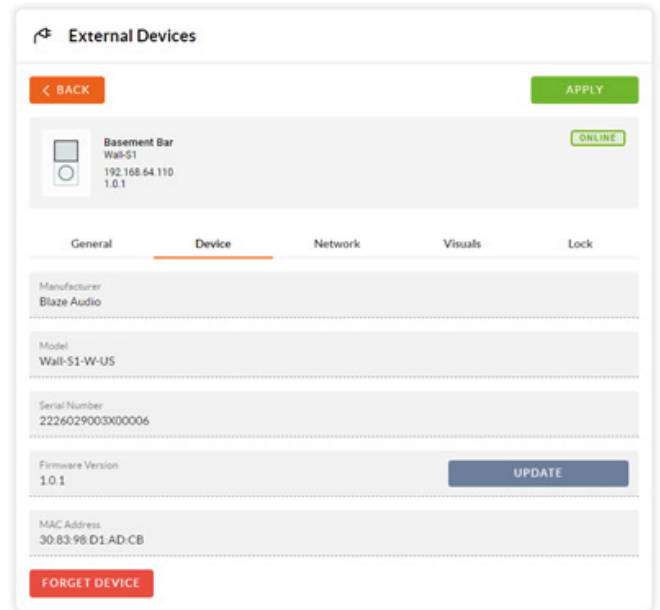 External Devices
< BACK
APPLY
Basement Bar
Wall-S1
192.168.64.110
1.0.1
ONLINE
General Device Network Visuals Lock
Manufacturer
Blaze Audio
Model
Wall-S1-W-US
Serial Number
2226029003X00006
Firmware Version
1.0.1
UPDATE
MAC Address
30:83:98:D1:AD:CB
FORGET DEVICE